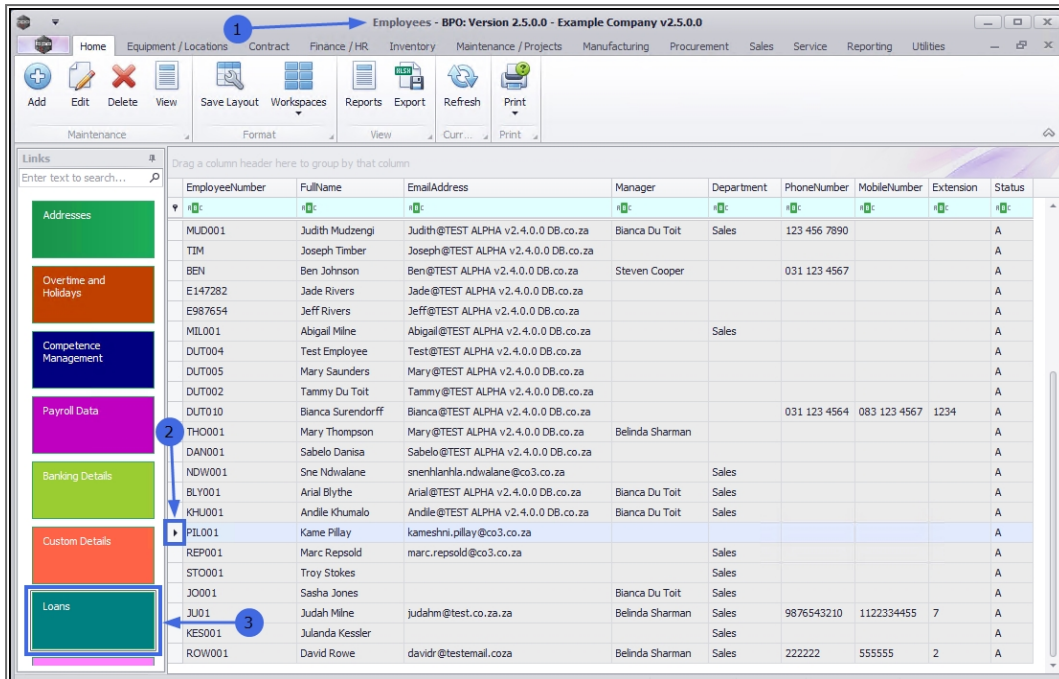 Employees - BPO: Version 2.5.0.0 - Example Company v2.5.0.0
1
Home Equipment / Locations Contract Finance / HR Inventory Maintenance / Projects Manufacturing Procurement Sales Service Reporting Utilities
Add Edit Delete View Save Layout Workspaces Reports Export Refresh Print
Maintenance Format View Curr... Print
Links
Enter text to search...
Addresses
Overtime and
Holidays
Competence
Management
Payroll Data
Banking Details
Custom Details
Loans
2
3
Drag a column header here to group by that column
EmployeeNumber FullName EmailAddress Manager Department PhoneNumber MobileNumber Extension Status
MUD001 Judith Mudzengi Judith@TEST ALPHA v2.4.0.0 DB.co.za Bianca Du Toit Sales 123 456 7890 A
TIM Joseph Timber Joseph@TEST ALPHA v2.4.0.0 DB.co.za A
BEN Ben Johnson Ben@TEST ALPHA v2.4.0.0 DB.co.za Steven Cooper 031 123 4567 A
E147282 Jade Rivers Jade@TEST ALPHA v2.4.0.0 DB.co.za A
E987654 Jeff Rivers Jeff@TEST ALPHA v2.4.0.0 DB.co.za A
MIL001 Abigail Milne Abigail@TEST ALPHA v2.4.0.0 DB.co.za Sales A
DUT004 Test Employee Test@TEST ALPHA v2.4.0.0 DB.co.za A
DUT005 Mary Saunders Mary@TEST ALPHA v2.4.0.0 DB.co.za A
DUT002 Tammy Du Toit Tammy@TEST ALPHA v2.4.0.0 DB.co.za A
DUT010 Bianca Surendorff Bianca@TEST ALPHA v2.4.0.0 DB.co.za 031 123 4564 083 123 4567 1234 A
THO001 Mary Thompson Mary@TEST ALPHA v2.4.0.0 DB.co.za Belinda Sharman A
DAN001 Sabelo Danisa Sabelo@TEST ALPHA v2.4.0.0 DB.co.za A
NDW001 Sne Ndwalane snenhlanhla.ndwalane@co3.co.za Sales A
BLY001 Arial Blythe Arial@TEST ALPHA v2.4.0.0 DB.co.za Bianca Du Toit Sales A
KHU001 Andile Khumalo Andile@TEST ALPHA v2.4.0.0 DB.co.za Bianca Du Toit Sales A
PIL001 Kame Pillay kameshni.pillay@co3.co.za A
REP001 Marc Repsold marc.repsold@co3.co.za Sales A
STO001 Troy Stokes Sales A
JO001 Sasha Jones Bianca Du Toit Sales A
JU01 Judah Milne judahm@test.co.za.za Belinda Sharman Sales 9876543210 1122334455 7 A
KES001 Julanda Kessler Sales A
ROW001 David Rowe davidr@testemail.coza Belinda Sharman Sales 222222 555555 2 A